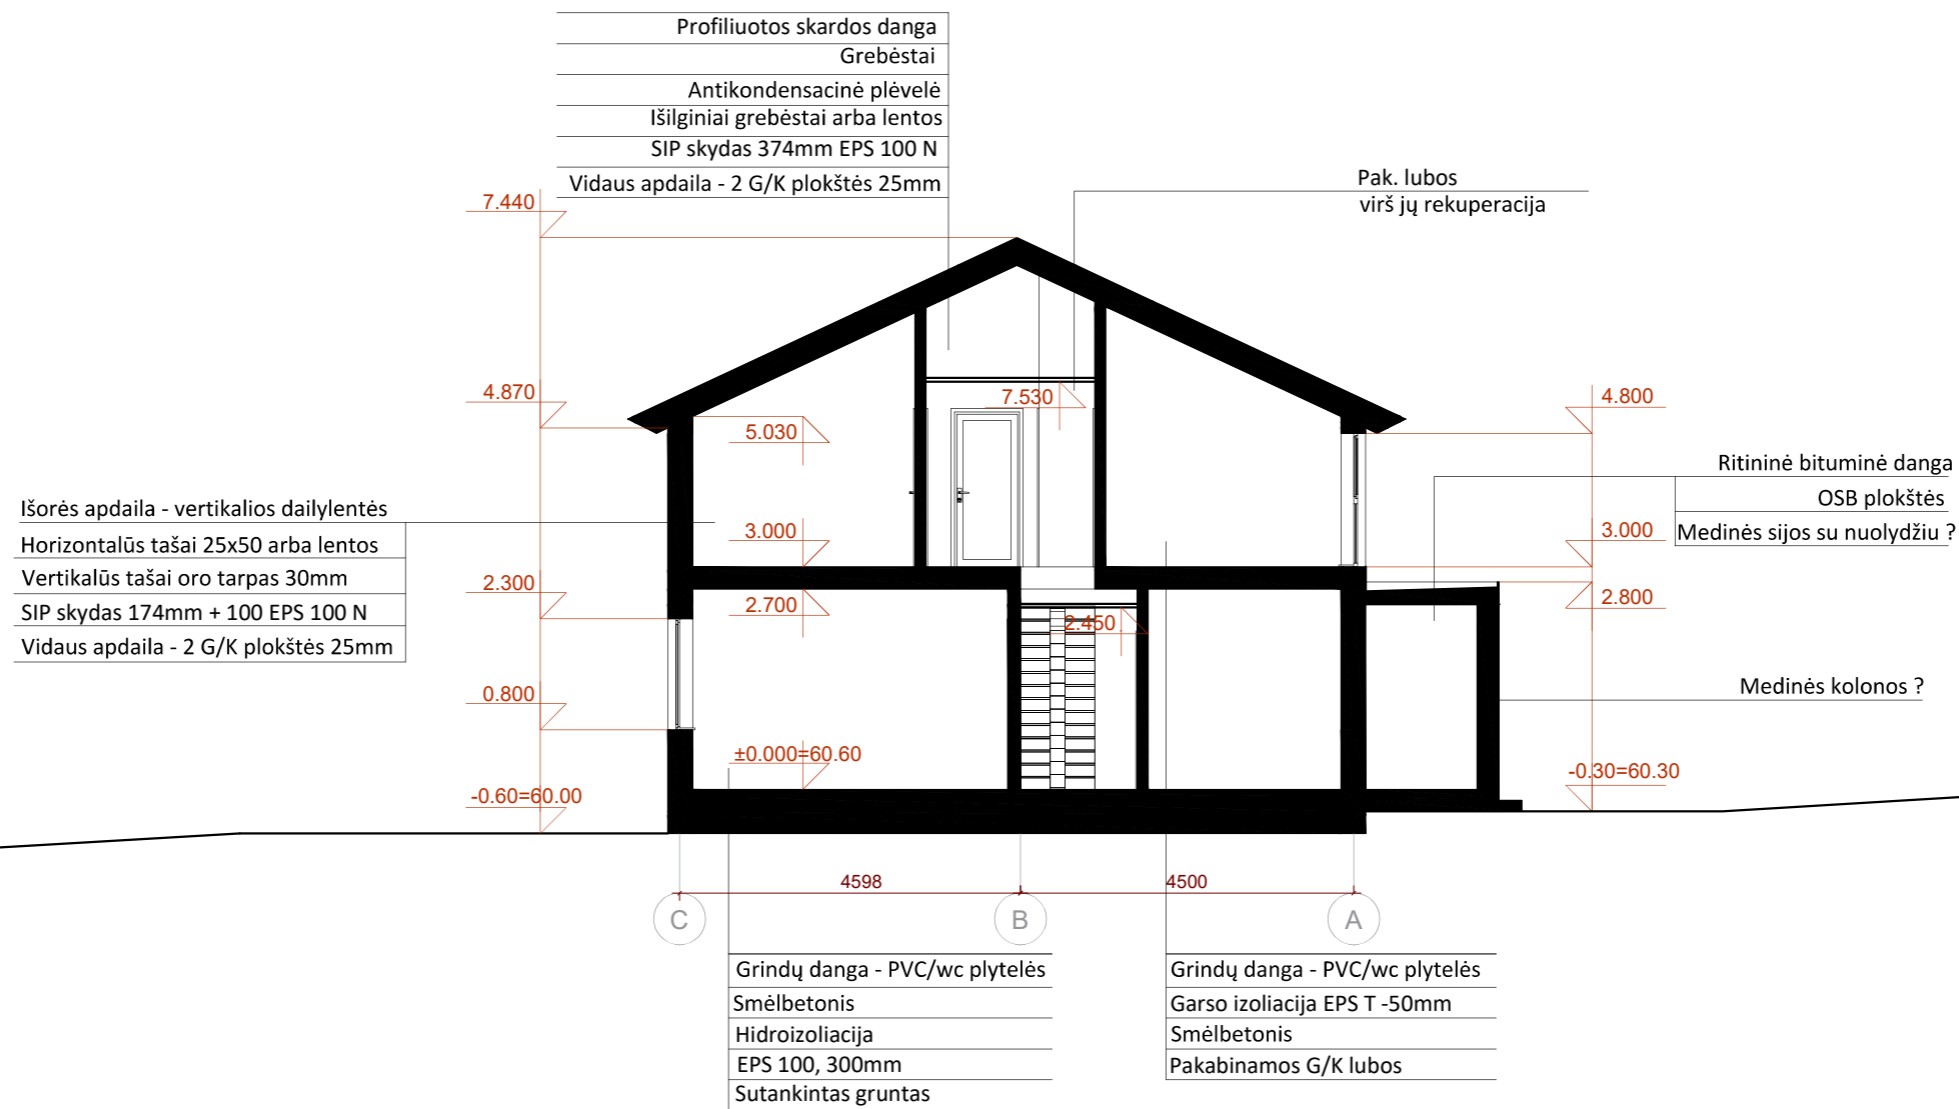 Profiliuotos skardos danga
Grebėstai
Antikondensacinė plėvelė
Išilginiai grebėstai arba lentos
SIP skydas 374mm EPS 100 N
Vidaus apdaila - 2 G/K plokštės 25mm
Pak. lubos
virš jų rekuperacija
7.440
4.870
7.530
4.800
5.030
Ritininė bituminė danga
OSB plokštės
Medinės sijos su nuolydžiu ?
Išorės apdaila - vertikalios dailylentės
Horizontalūs tašai 25x50 arba lentos
Vertikalūs tašai oro tarpas 30mm
SIP skydas 174mm + 100 EPS 100 N
Vidaus apdaila - 2 G/K plokštės 25mm
3.000
3.000
2.300
2.700
2.450
2.800
0.800
Medinės kolonos ?
±0.000=60.60
-0.60=60.00
-0.30=60.30
4598
4500
C
B
A
Grindų danga - PVC/wc plytelės
Smėlbetonis
Hidroizoliacija
EPS 100, 300mm
Sutankintas gruntas
Grindų danga - PVC/wc plytelės
Garso izoliacija EPS T -50mm
Smėlbetonis
Pakabinamos G/K lubos